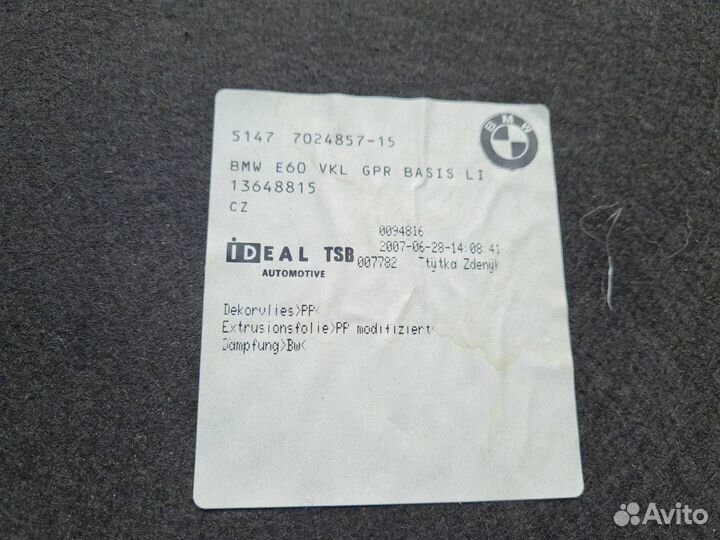 5147 7024857-15
BMW
BMW E60 VKL GPR BASIS LI
13648815
CZ
0094816
2007-06-28-14:08:41
IDEAL TSB
AUTOMOTIVE
007782
Dekorvlies>PP<
Extrusionsfolie>PP modifiziert<
Dampfung>Bw<
Avito